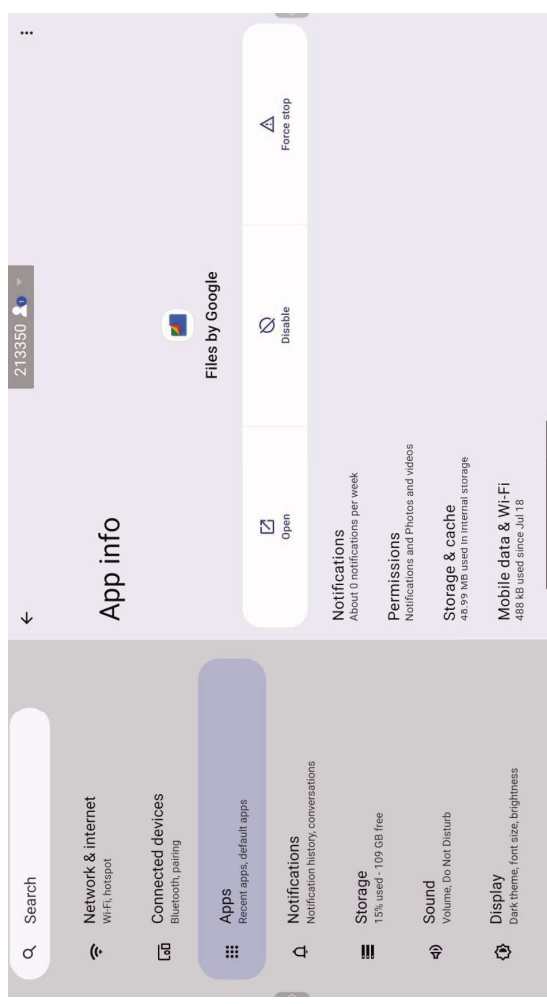 Search
Network & internet
Wi-Fi, hotspot
Connected devices
Bluetooth, pairing
Apps
Recent apps, default apps
Notifications
Notification history, conversations
Storage
15% used - 109 GB free
Sound
Volume, Do Not Disturb
Display
Dark theme, font size, brightness
213350
1
App info
Files by Google
Open
Disable
Force stop
Notifications
About 0 notifications per week
Permissions
Notifications and Photos and videos
Storage & cache
48.99 MB used in Internal storage
Mobile data & Wi-Fi
488 kB used since Jul 18